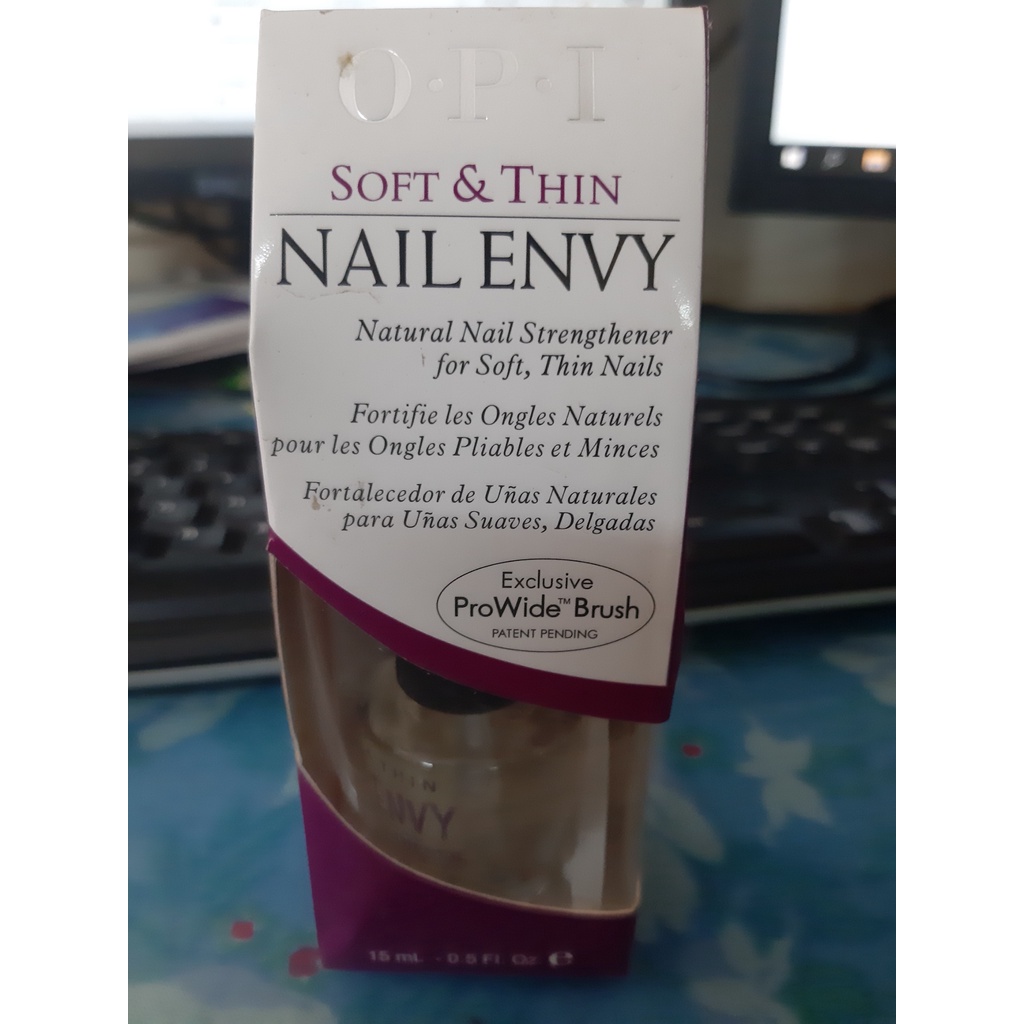 O·P·I
SOFT & THIN
NAIL ENVY
Natural Nail Strengthener
for Soft, Thin Nails
Fortifie les Ongles Naturels
pour les Ongles Pliables et Minces
Fortalecedor de Uñas Naturales
para Uñas Suaves, Delgadas
Exclusive
ProWide™ Brush
PATENT PENDING
THIN
ENVY
15 mL - 0.5 Fl. Oz. e